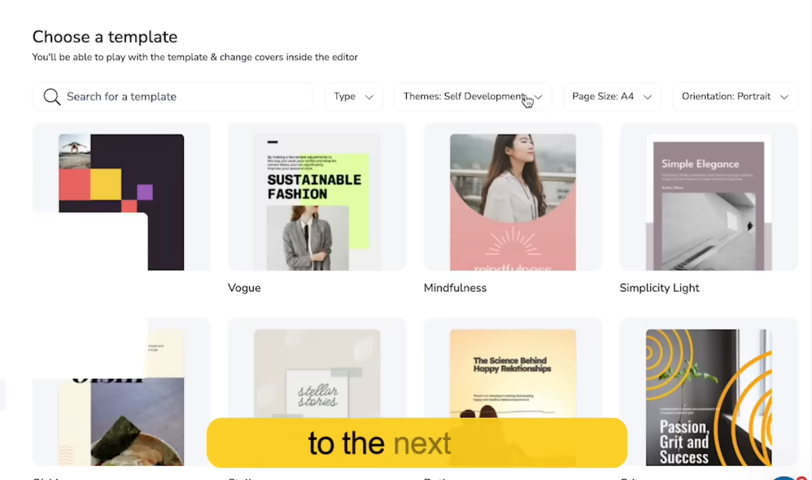 Choose a template
You'll be able to play with the template & change covers inside the editor
Search for a template
Type
Themes: Self Development
Page Size: A4
Orientation: Portrait
SUSTAINABLE
FASHION
mindfulness
Simple Elegance
Vogue
Mindfulness
Simplicity Light
stellar
stories
The Science Behind
Happy Relationships
Passion,
Grit and
Success
to the next